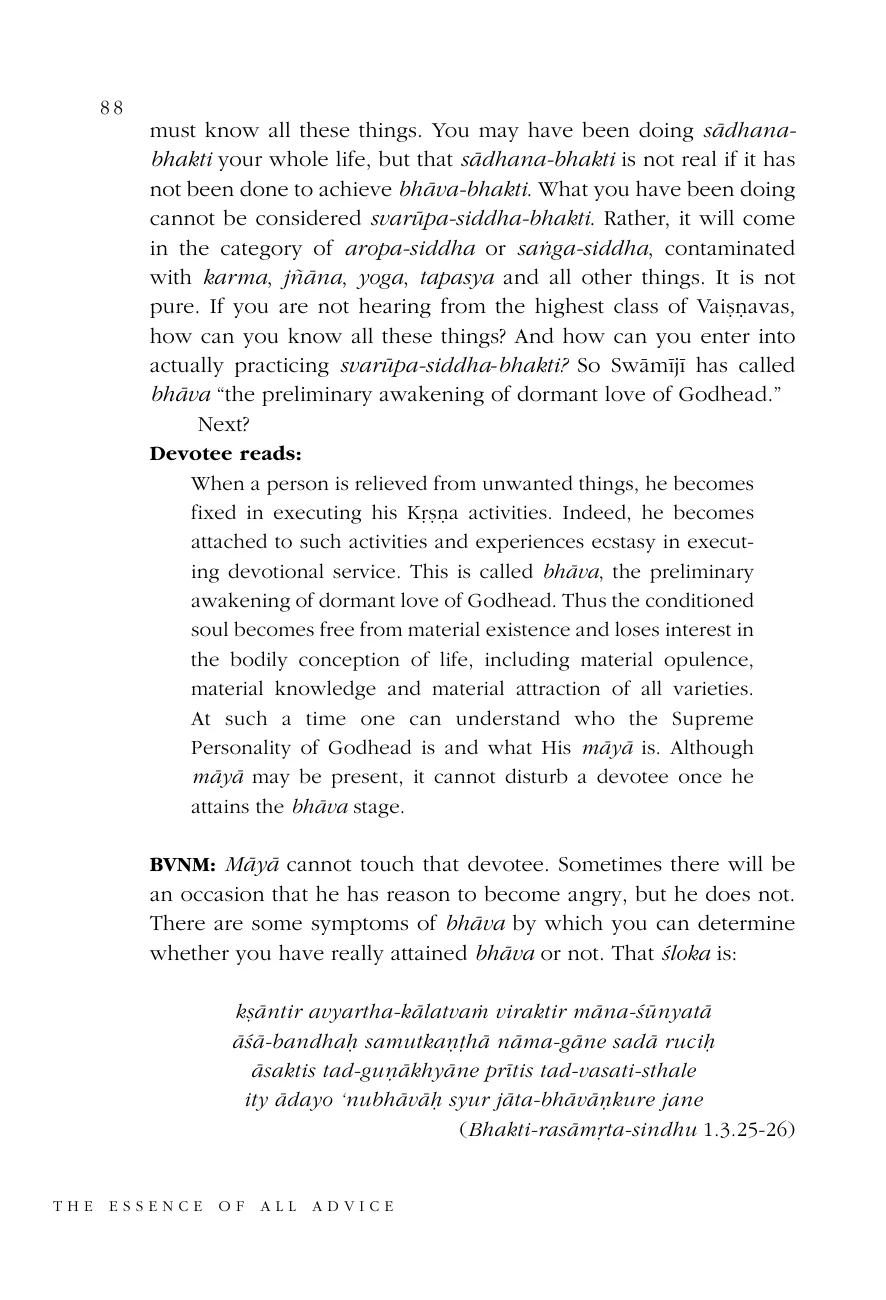 88
must know all these things. You may have been doing sādhana-
bhakti your whole life, but that sādhana-bhakti is not real if it has
not been done to achieve bhāva-bhakti. What you have been doing
cannot be considered svarūpa-siddha-bhakti. Rather, it will come
in the category of aropa-siddha or saṅga-siddha, contaminated
with karma, jñāna, yoga, tapasya and all other things. It is not
pure. If you are not hearing from the highest class of Vaiṣṇavas,
how can you know all these things? And how can you enter into
actually practicing svarūpa-siddha-bhakti? So Swāmījī has called
bhāva “the preliminary awakening of dormant love of Godhead.”
Next?
Devotee reads:
When a person is relieved from unwanted things, he becomes
fixed in executing his Kṛṣṇa activities. Indeed, he becomes
attached to such activities and experiences ecstasy in execut-
ing devotional service. This is called bhāva, the preliminary
awakening of dormant love of Godhead. Thus the conditioned
soul becomes free from material existence and loses interest in
the bodily conception of life, including material opulence,
material knowledge and material attraction of all varieties.
At such a time one can understand who the Supreme
Personality of Godhead is and what His māyā is. Although
māyā may be present, it cannot disturb a devotee once he
attains the bhāva stage.
BVNM: Māyā cannot touch that devotee. Sometimes there will be
an occasion that he has reason to become angry, but he does not.
There are some symptoms of bhāva by which you can determine
whether you have really attained bhāva or not. That śloka is:
kṣāntir avyartha-kālatvaṁ viraktir māna-śūnyatā
āśā-bandhaḥ samutkaṇṭhā nāma-gāne sadā ruciḥ
āsaktis tad-guṇākhyāne prītis tad-vasati-sthale
ity ādayo ‘nubhāvāḥ syur jāta-bhāvāṇkure jane
(Bhakti-rasāmṛta-sindhu 1.3.25-26)
THE ESSENCE OF ALL ADVICE